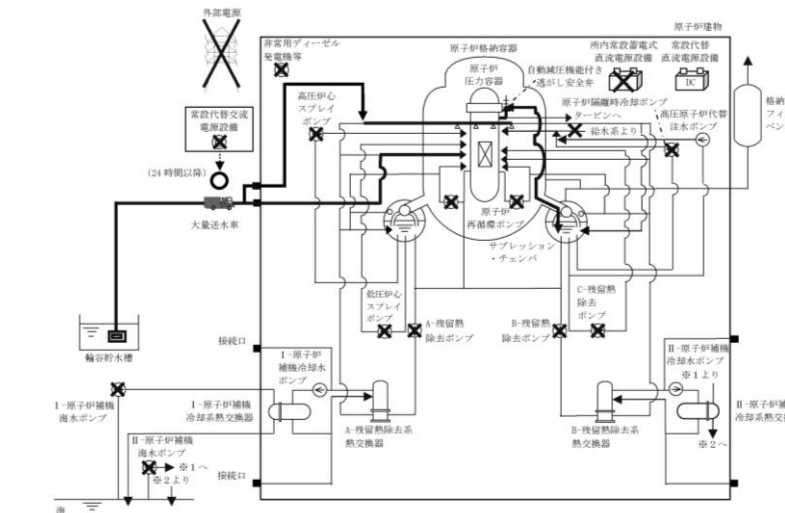 外部電源
原子炉建物
非常用ディーゼル
発電機等
原子炉格納容器
原子炉
圧力容器
自動減圧機能付き
逃がし安全弁
所内常設蓄電式
直流電源設備
常設代替
直流電源設備
DC
常設代替交流
電源設備
高圧炉心
スプレイ
ポンプ
原子炉隔離時冷却ポンプ
タービンへ
給水系より
高圧原子炉代替
注水ポンプ
格納
フィ
ベン
(24時間以降)
大量送水車
原子炉
再循環ポンプ
サプレッション
・チェンバ
輪谷貯水槽
低圧炉心
スプレイ
ポンプ
A-残留熱
除去ポンプ
B-残留熱
除去ポンプ
C-残留熱
除去
ポンプ
接続口
Ⅰ-原子炉
補機冷却水
ポンプ
Ⅱ-原子炉補機
冷却水ポンプ
※1より
Ⅰ-原子炉補機
海水ポンプ
Ⅰ-原子炉補機
冷却系熱交換器
A-残留熱除去系
熱交換器
B-残留熱除去系
熱交換器
Ⅱ-原子炉補
冷却系熱交
※2へ
Ⅱ-原子炉補機
海水ポンプ
※1へ
※2より
接続口
海